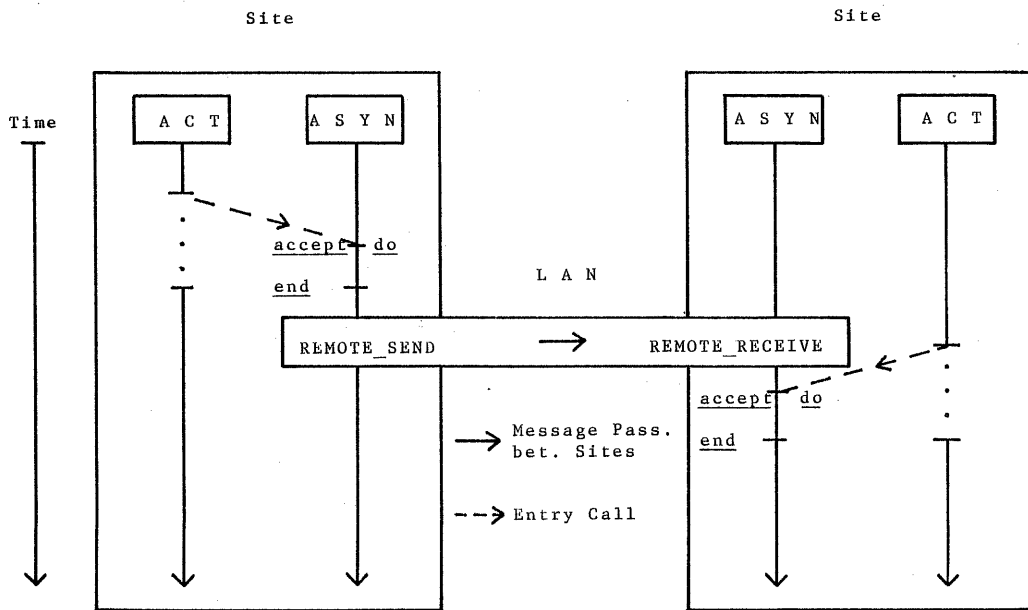 Site
Site
A C T
A S Y N
A S Y N
A C T
Time
accept do
end
L A N
REMOTE_SEND
REMOTE_RECEIVE
accept do
end
Message Pass.
bet. Sites
Entry Call